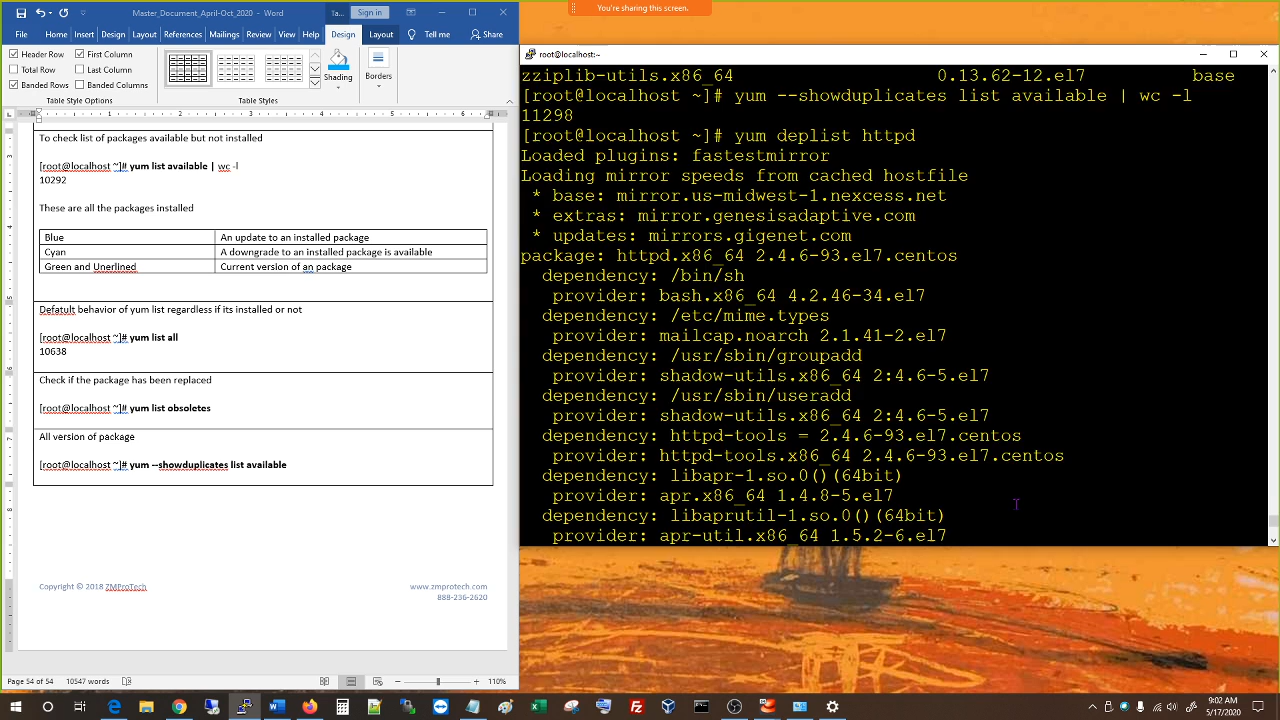 You're sharing this screen.
Master_Document_April-Oct_2020 - Word
Ta...
Sign in
File Home Insert Draw Layout References Mailings Review View Help Design Layout Tell me Share
Header Row First Column
Total Row Last Column
Banded Rows Banded Columns
Shading
Borders
Table Style Options
Table Styles
To check list of packages available but not installed
[root@localhost ~]# yum list available | wc -l
10292
These are all the packages installed
Blue An update to an installed package
Cyan A downgrade to an installed package is available
Green and Unerlined Current version of an package
Defatult behavior of yum list regardless if its installed or not
[root@localhost ~]# yum list all
10638
Check if the package has been replaced
[root@localhost ~]# yum list obsoletes
All version of package
[root@localhost ~]# yum --showduplicates list available
Copyright © 2018 ZMProTech www.zmprotech.com
888-236-2620
Page 54 of 54 10547 words
110%
root@localhost:~
zziplib-utils.x86_64 0.13.62-12.el7 base
[root@localhost ~]# yum --showduplicates list available | wc -l
11298
[root@localhost ~]# yum deplist httpd
Loaded plugins: fastestmirror
Loading mirror speeds from cached hostfile
* base: mirror.us-midwest-1.nexcess.net
* extras: mirror.genesisadaptive.com
* updates: mirrors.gigenet.com
package: httpd.x86_64 2.4.6-93.el7.centos
dependency: /bin/sh
provider: bash.x86_64 4.2.46-34.el7
dependency: /etc/mime.types
provider: mailcap.noarch 2.1.41-2.el7
dependency: /usr/sbin/groupadd
provider: shadow-utils.x86_64 2:4.6-5.el7
dependency: /usr/sbin/useradd
provider: shadow-utils.x86_64 2:4.6-5.el7
dependency: httpd-tools = 2.4.6-93.el7.centos
provider: httpd-tools.x86_64 2.4.6-93.el7.centos
dependency: libapr-1.so.0()(64bit)
provider: apr.x86_64 1.4.8-5.el7
dependency: libaprutil-1.so.0()(64bit)
provider: apr-util.x86_64 1.5.2-6.el7
9:02 AM
5/17/2020